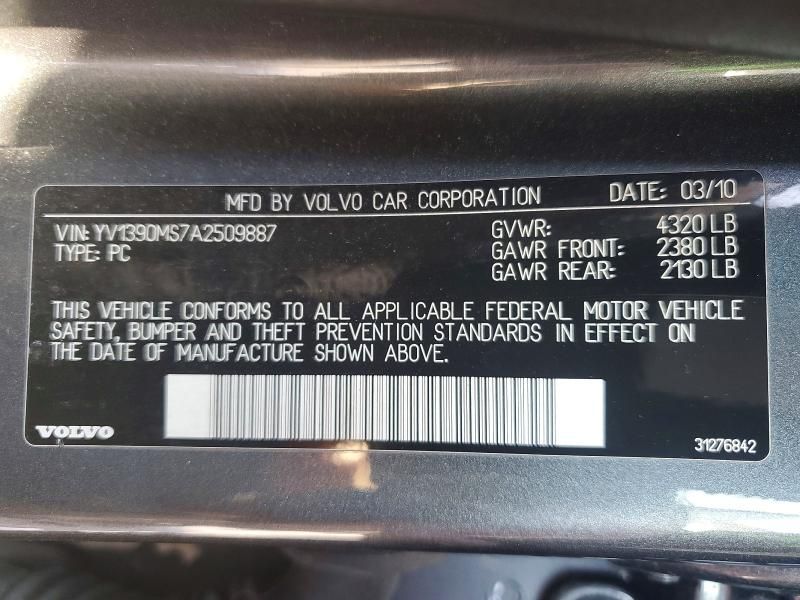 MFD BY VOLVO CAR CORPORATION DATE: 03/10
VIN: YV1390MS7A2509887 GVWR: 4320 LB
TYPE: PC GAWR FRONT: 2380 LB
GAWR REAR: 2130 LB
THIS VEHICLE CONFORMS TO ALL APPLICABLE FEDERAL MOTOR VEHICLE
SAFETY, BUMPER AND THEFT PREVENTION STANDARDS IN EFFECT ON
THE DATE OF MANUFACTURE SHOWN ABOVE.
VOLVO 31276842